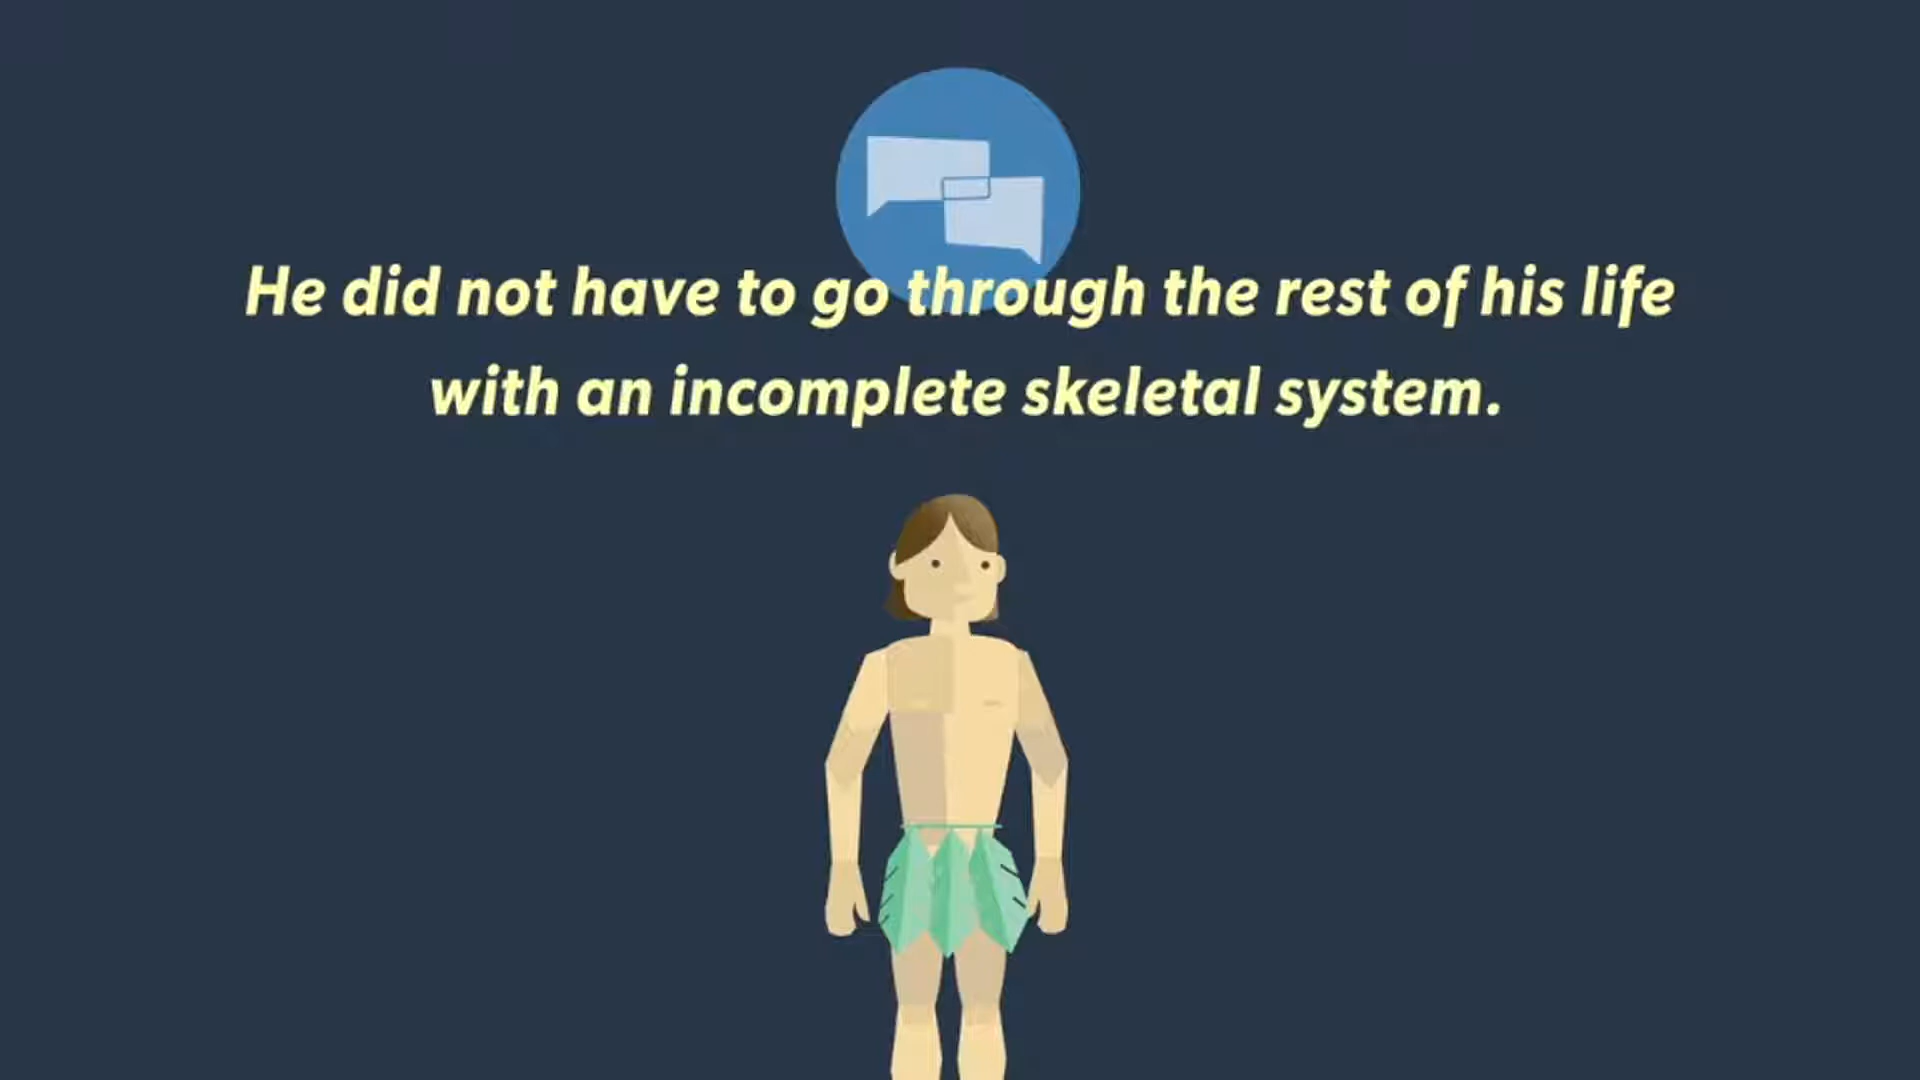 He did not have to go through the rest of his life
with an incomplete skeletal system.